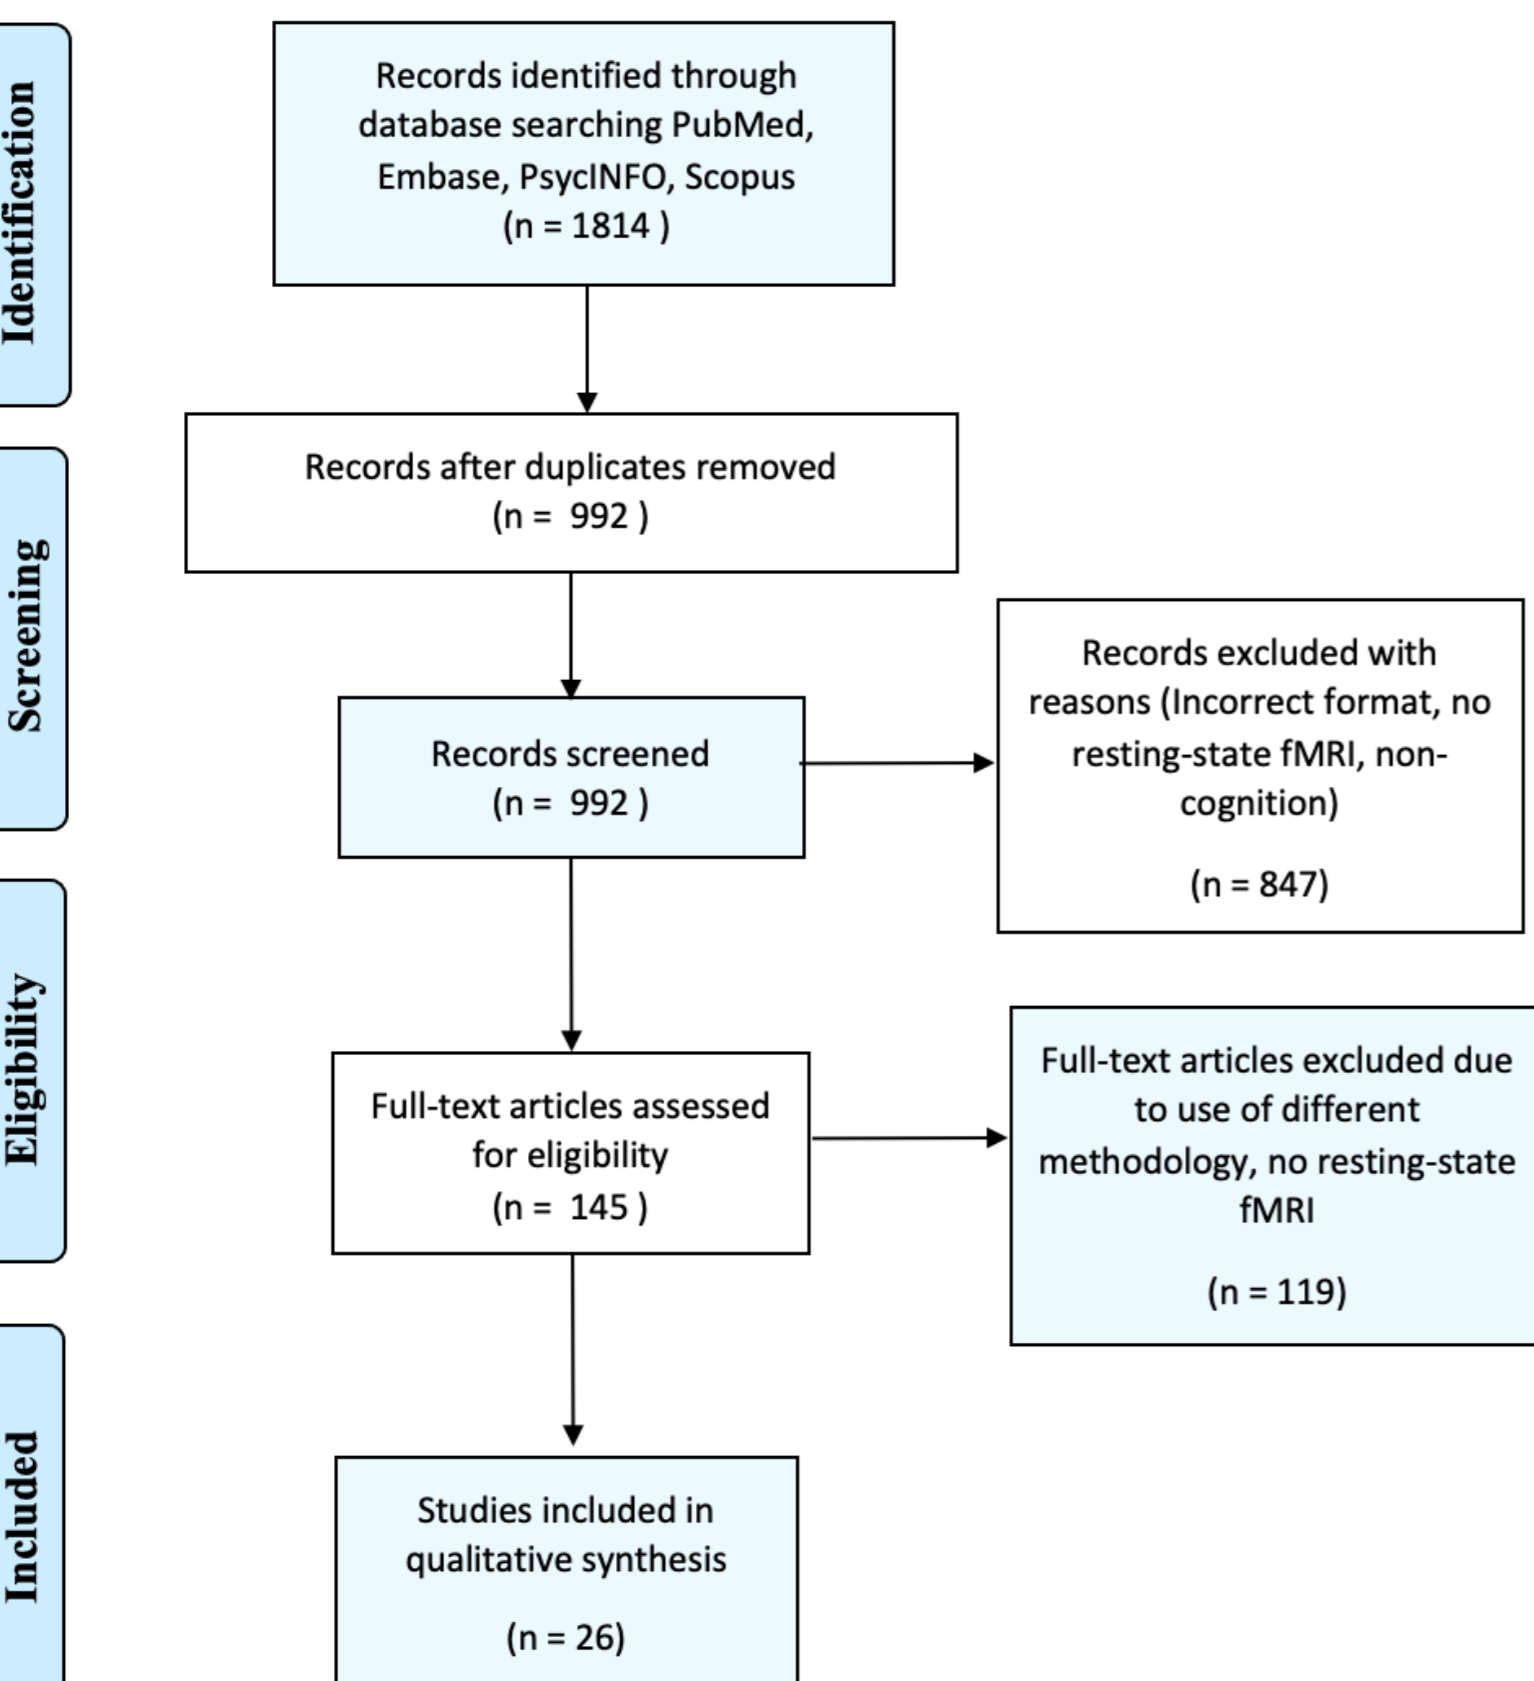 Identification
Records identified through
database searching PubMed,
Embase, PsycINFO, Scopus
(n = 1814 )
Screening
Records after duplicates removed
(n =  992 )
Records screened
(n =  992 )
Records excluded with
reasons (Incorrect format, no
resting-state fMRI, non-
cognition)
(n = 847)
Eligibility
Full-text articles assessed
for eligibility
(n =  145 )
Full-text articles excluded due
to use of different
methodology, no resting-state
fMRI
(n = 119)
Included
Studies included in
qualitative synthesis
(n = 26)